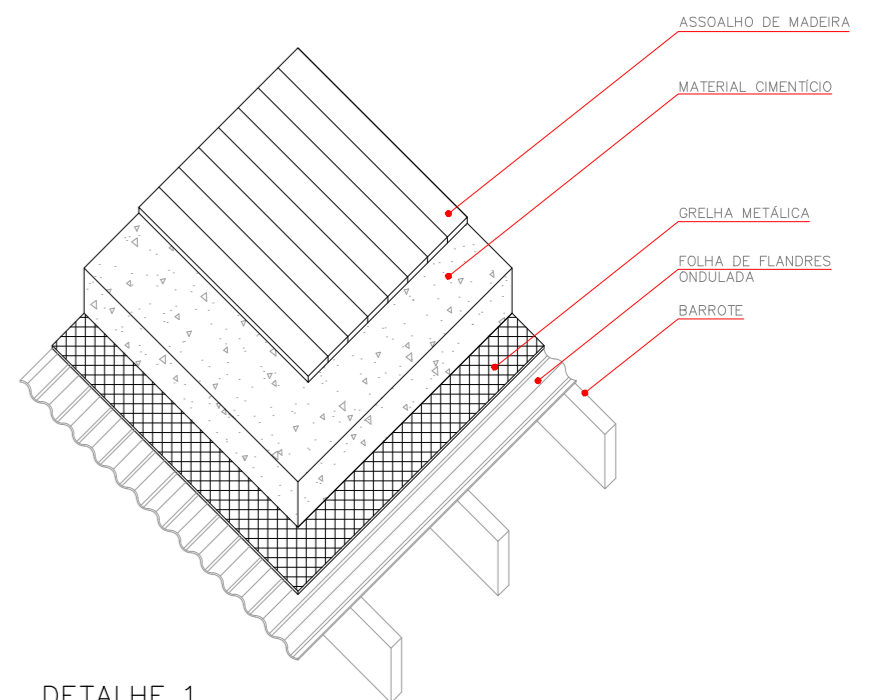 ASSOALHO DE MADEIRA
MATERIAL CIMENTÍCIO
GRELHA METÁLICA
FOLHA DE FLANDRES
ONDULADA
BARROTE
DETALHE 1